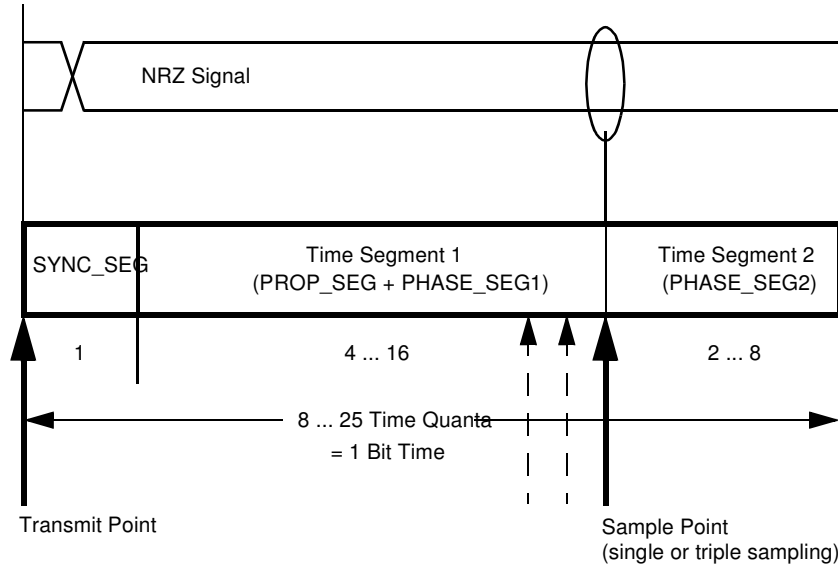 NRZ Signal
SYNC_SEG
Time Segment 1
(PROP_SEG + PHASE_SEG1)
Time Segment 2
(PHASE_SEG2)
1
4 ... 16
2 ... 8
8 ... 25 Time Quanta
= 1 Bit Time
Transmit Point
Sample Point
(single or triple sampling)